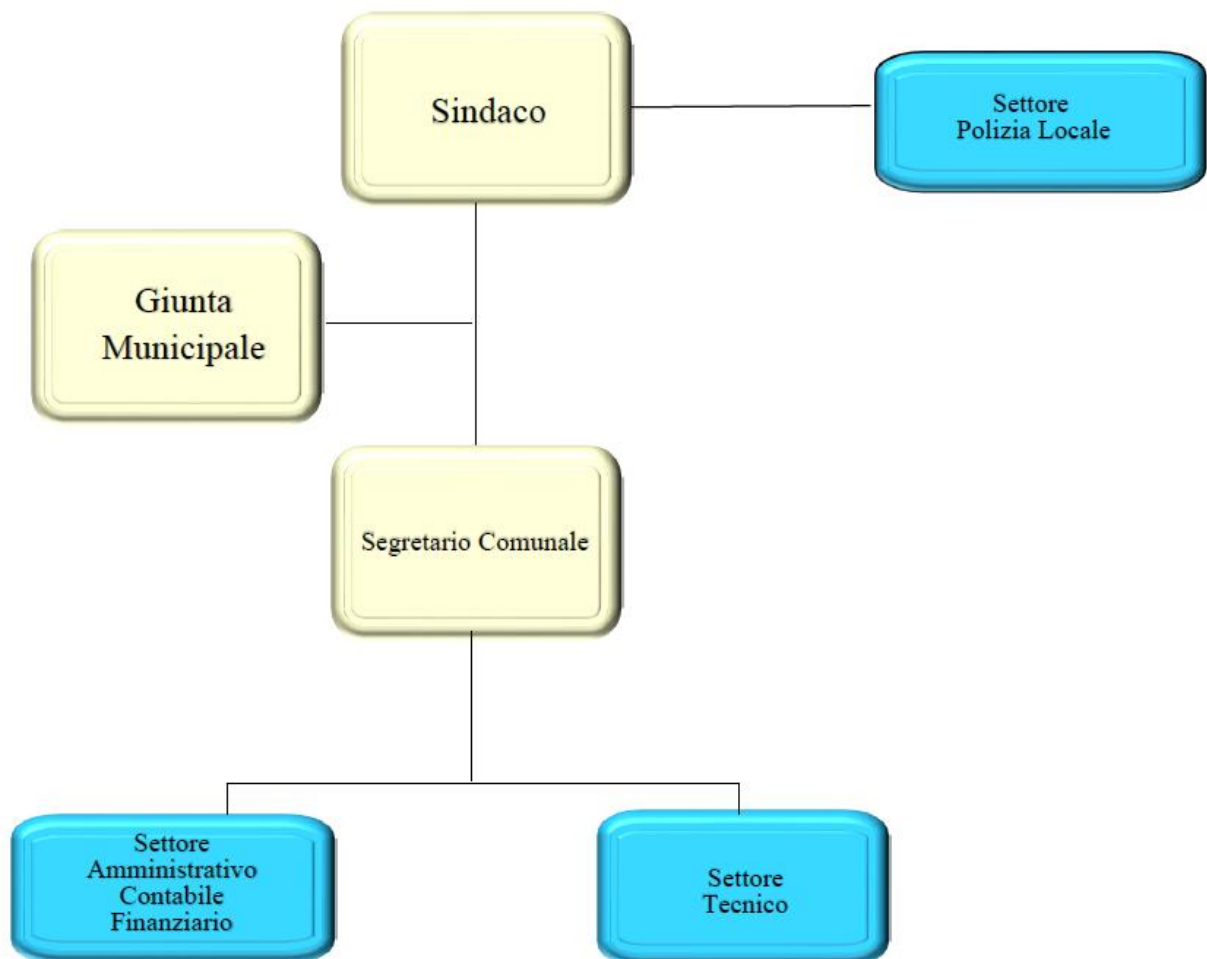 Sindaco
Settore
Polizia Locale
Giunta
Municipale
Segretario Comunale
Settore
Amministrativo
Contabile
Finanziario
Settore
Tecnico